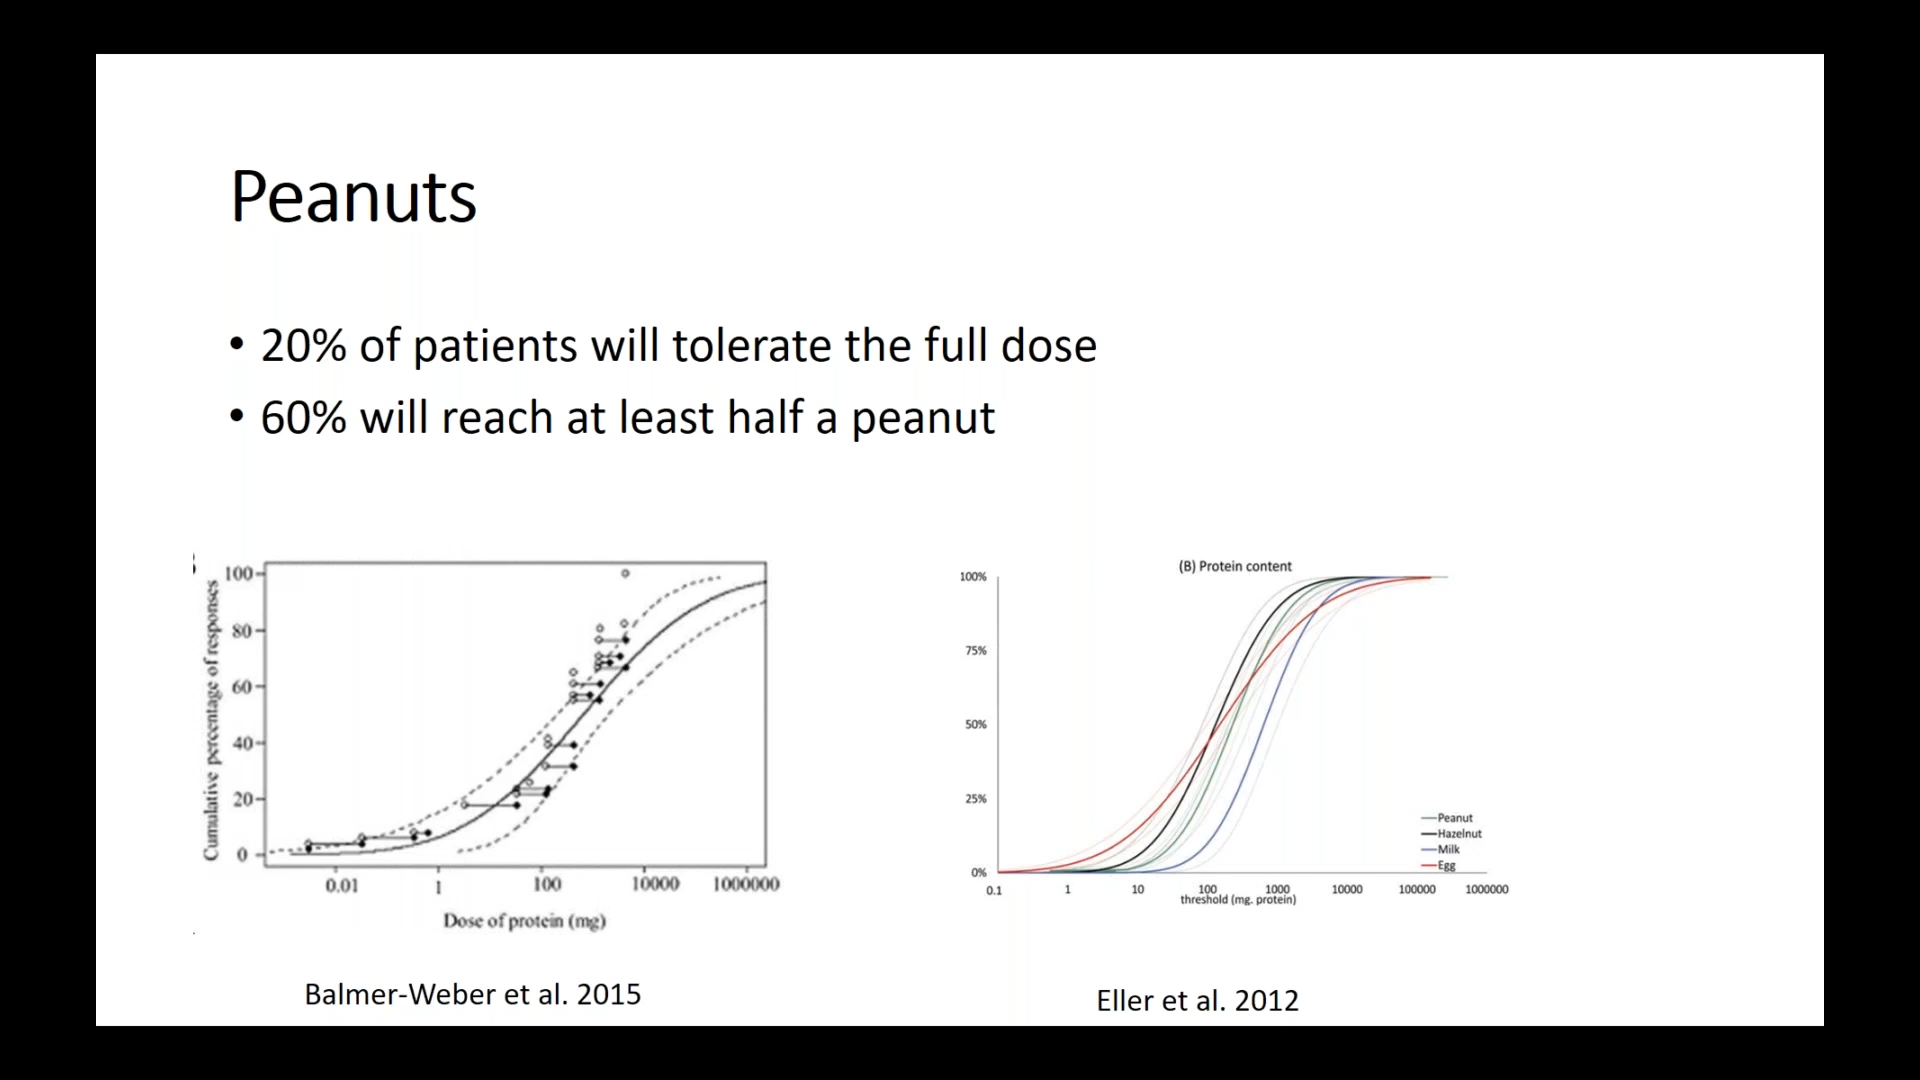 Peanuts
• 20% of patients will tolerate the full dose
• 60% will reach at least half a peanut
Cumulative percentage of responses
100
80
60
40
20
0
0.01 1 100 10000 1000000
Dose of protein (mg)
Balmer-Weber et al. 2015
(B) Protein content
100%
75%
50%
25%
0%
Peanut
Hazelnut
Milk
Egg
0.1 1 10 100 1000 10000 100000 1000000
threshold (mg. protein)
Eller et al. 2012